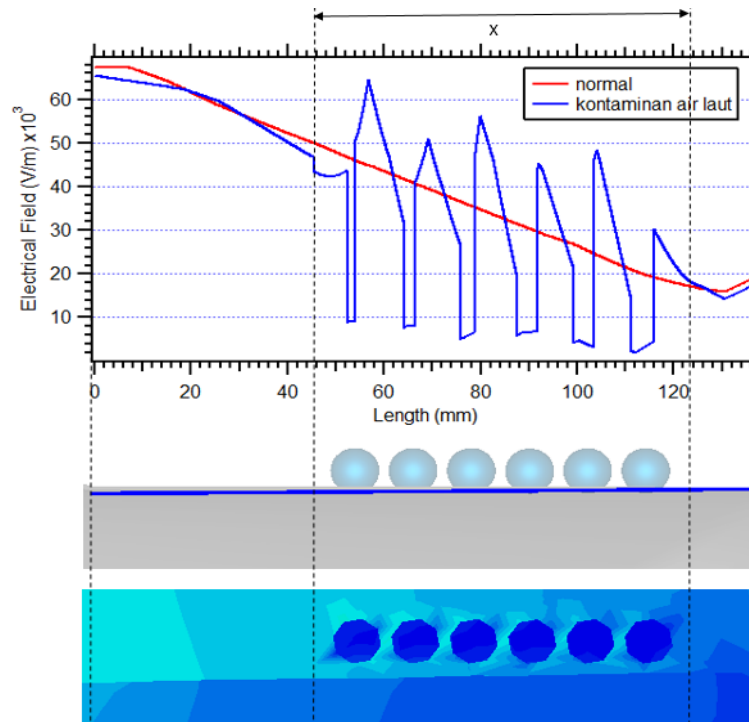 X
normal
kontaminan air laut
Electrical Field (V/m) x10³
60
50
40
30
20
10
0 20 40 60 80 100 120
Length (mm)